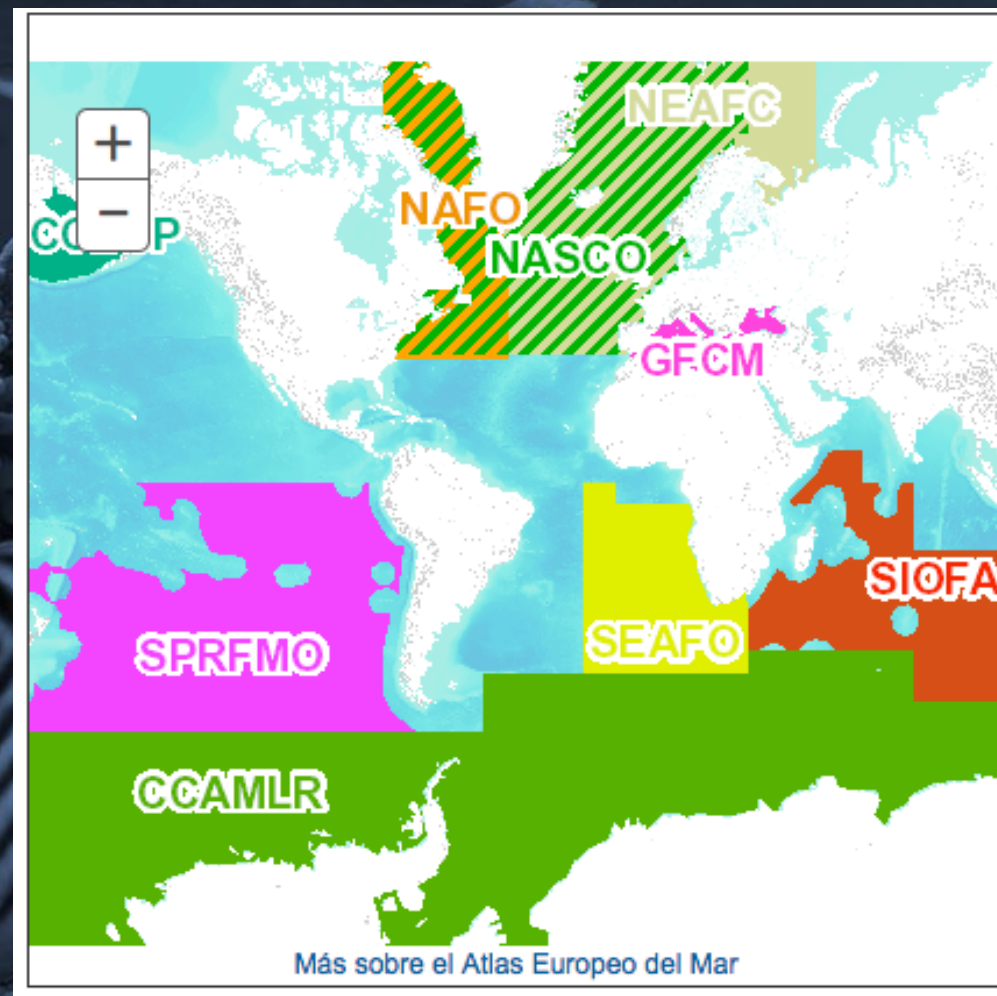 NEAFC
+
−
NAFO
NASCO
GFCM
SIOFA
SEAFO
SPRFMO
CCAMLR
Más sobre el Atlas Europeo del Mar